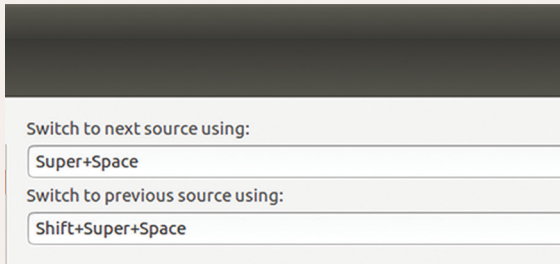 Switch to next source using:
Super+Space
Switch to previous source using:
Shift+Super+Space